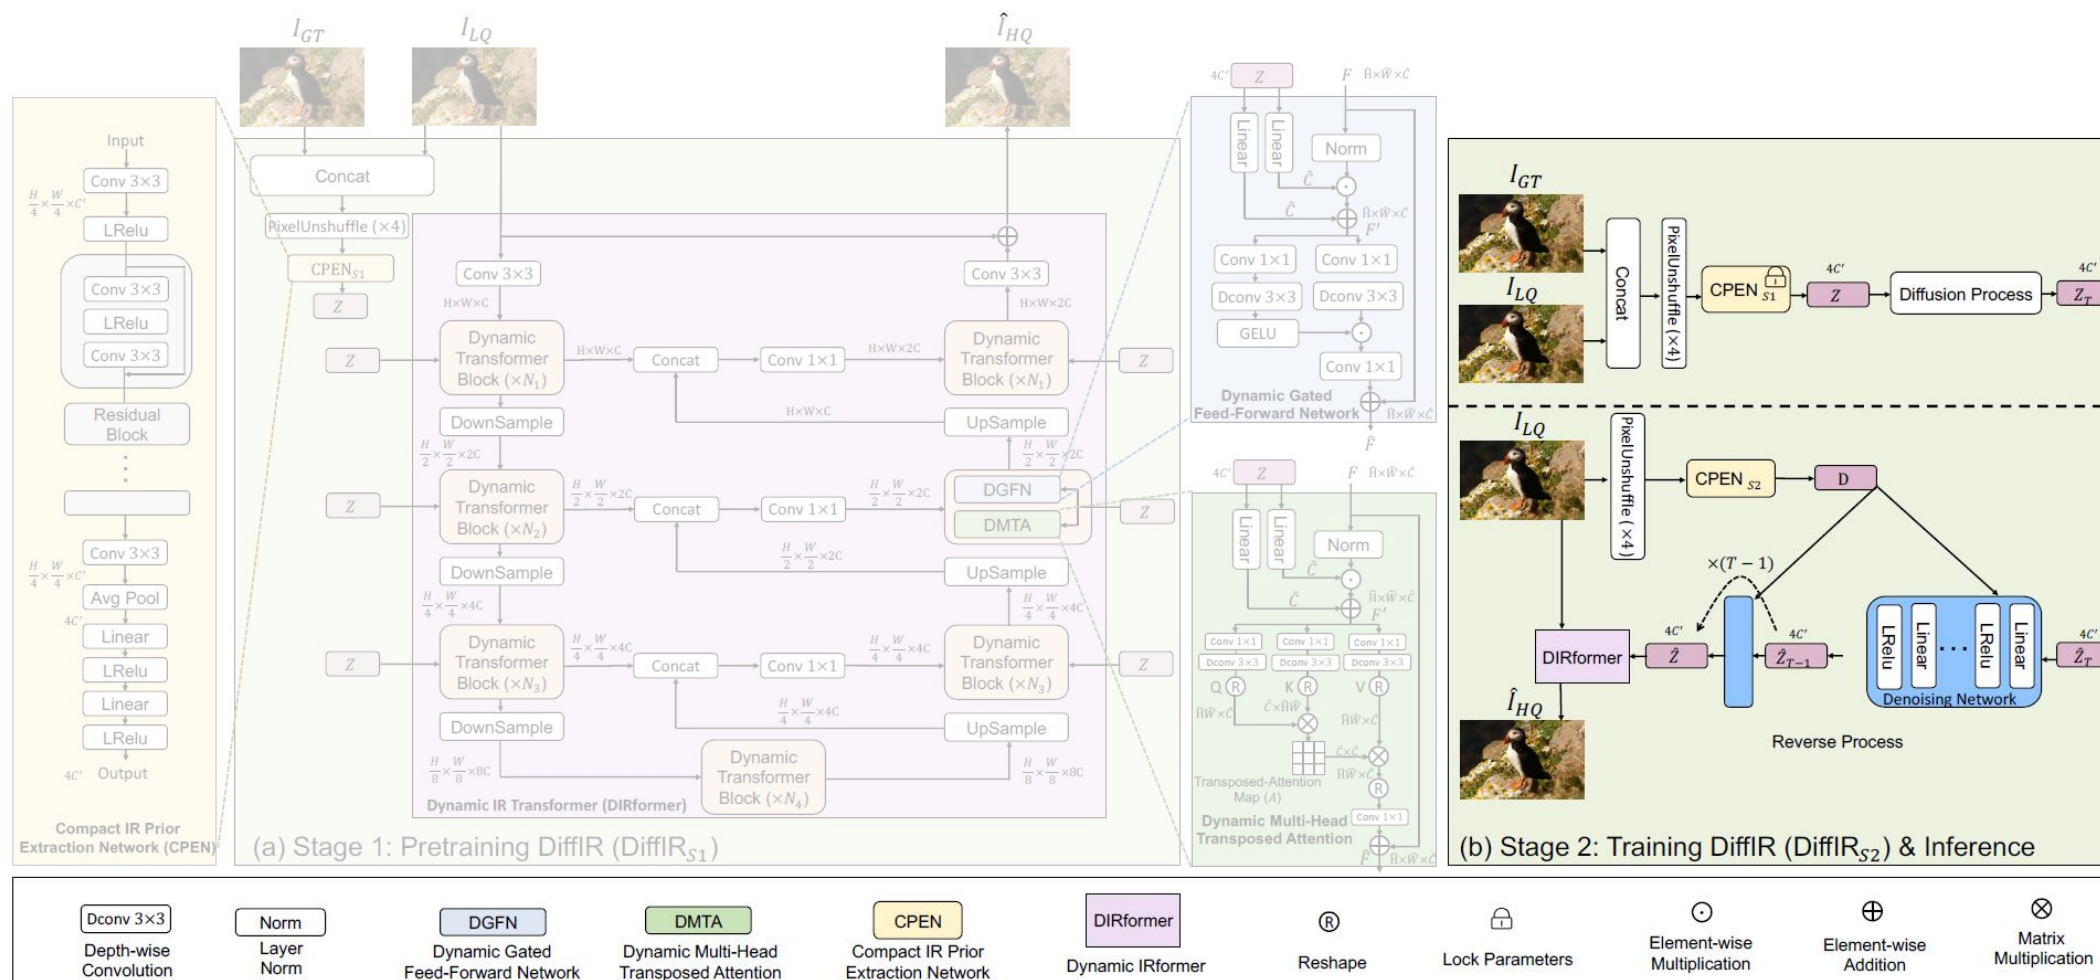 I_GT
I_LQ
Î_HQ
Input
Conv 3×3
H/4 × W/4 × C'
LRelu
Conv 3×3
LRelu
Conv 3×3
Residual
Block
Conv 3×3
H/4 × W/4 × C'
Avg Pool
4C'
Linear
LRelu
Linear
LRelu
4C' Output
Compact IR Prior
Extraction Network (CPEN)
Concat
PixelUnshuffle (×4)
CPEN_S1
Z
Conv 3×3
H×W×C
Conv 3×3
H×W×2C
Z
Dynamic
Transformer
Block (×N₁)
H×W×C
Concat
Conv 1×1
H×W×2C
Dynamic
Transformer
Block (×N₁)
Z
DownSample
H×W×C
UpSample
H/2 × W/2 ×2C
H/2 × W/2 ×2C
Z
Dynamic
Transformer
Block (×N₂)
H/2 × W/2 ×2C
Concat
Conv 1×1
H/2 × W/2 ×2C
DGFN
DMTA
Z
DownSample
H/2 × W/2 ×2C
UpSample
H/4 × W/4 ×4C
H/4 × W/4 ×4C
Z
Dynamic
Transformer
Block (×N₃)
H/4 × W/4 ×4C
Concat
Conv 1×1
H/4 × W/4 ×4C
Dynamic
Transformer
Block (×N₃)
Z
DownSample
H/4 × W/4 ×4C
UpSample
H/8 × W/8 ×8C
Dynamic
Transformer
Block (×N₄)
H/8 × W/8 ×8C
Dynamic IR Transformer (DIRformer)
(a) Stage 1: Pretraining DiffIR (DiffIR_S1)
4C' Z
F Ĥ×Ŵ×Ĉ
Linear
Linear
Norm
Ĉ
Ĉ
Ĥ×Ŵ×Ĉ
F'
Conv 1×1
Conv 1×1
Dconv 3×3
Dconv 3×3
GELU
Conv 1×1
Dynamic Gated
Feed-Forward Network
Ĥ×Ŵ×Ĉ
F̂
4C' Z
F Ĥ×Ŵ×Ĉ
Linear
Linear
Norm
Ĉ
Ĉ
Ĥ×Ŵ×Ĉ
F'
Conv 1×1
Conv 1×1
Conv 1×1
Dconv 3×3
Dconv 3×3
Dconv 3×3
Q R
K R
V R
ĤŴ×Ĉ
Ĉ×ĤŴ
ĤŴ×Ĉ
Ĉ×Ĉ
Transposed-Attention
Map (A)
ĤŴ×Ĉ
R
Conv 1×1
Dynamic Multi-Head
Transposed Attention
F̂
Ĥ×Ŵ×Ĉ
I_GT
I_LQ
Concat
PixelUnshuffle (×4)
CPEN S1
4C'
Z
Diffusion Process
4C'
Z_T
I_LQ
PixelUnshuffle (×4)
CPEN S2
D
×(T − 1)
DIRformer
4C'
Ẑ
4C'
Ẑ_T−1
LRelu
Linear
···
LRelu
Linear
Denoising Network
4C'
Ẑ_T
Î_HQ
Reverse Process
(b) Stage 2: Training DiffIR (DiffIR_S2) & Inference
Dconv 3×3
Depth-wise
Convolution
Norm
Layer
Norm
DGFN
Dynamic Gated
Feed-Forward Network
DMTA
Dynamic Multi-Head
Transposed Attention
CPEN
Compact IR Prior
Extraction Network
DIRformer
Dynamic IRformer
R
Reshape
Lock Parameters
Element-wise
Multiplication
Element-wise
Addition
Matrix
Multiplication